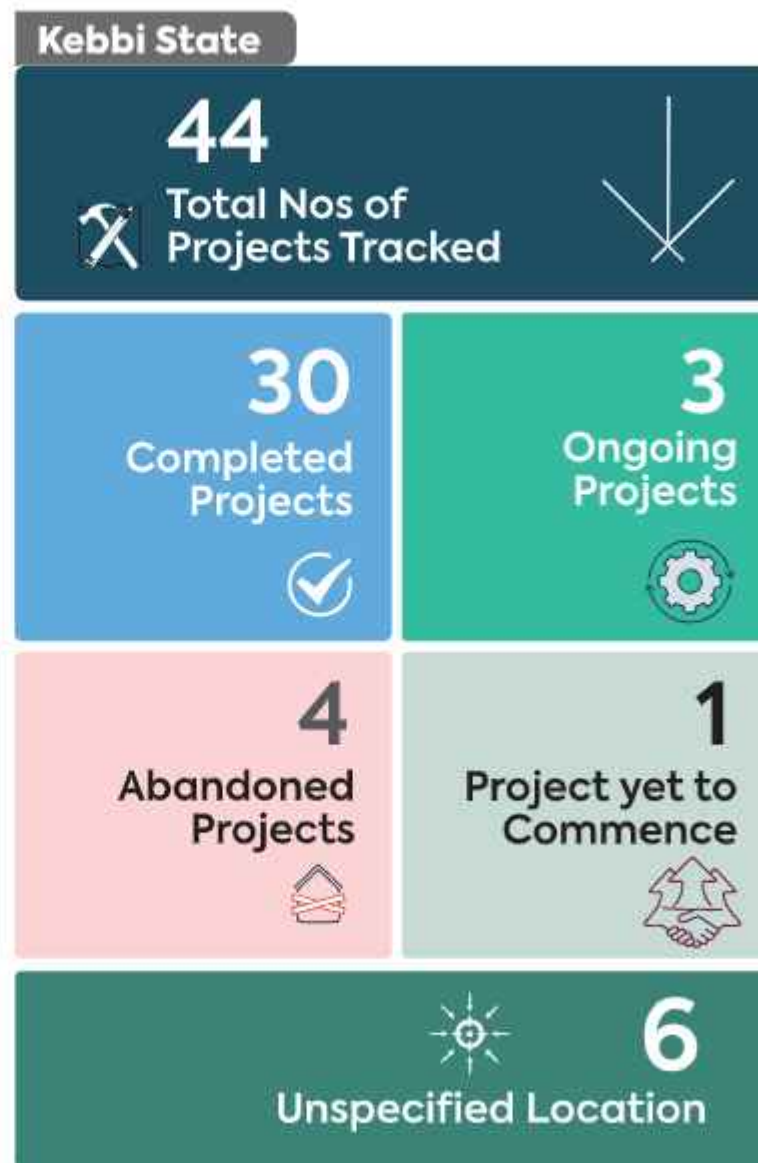 Kebbi State
44
Total Nos of
Projects Tracked
30
Completed
Projects
3
Ongoing
Projects
4
Abandoned
Projects
1
Project yet to
Commence
6
Unspecified Location